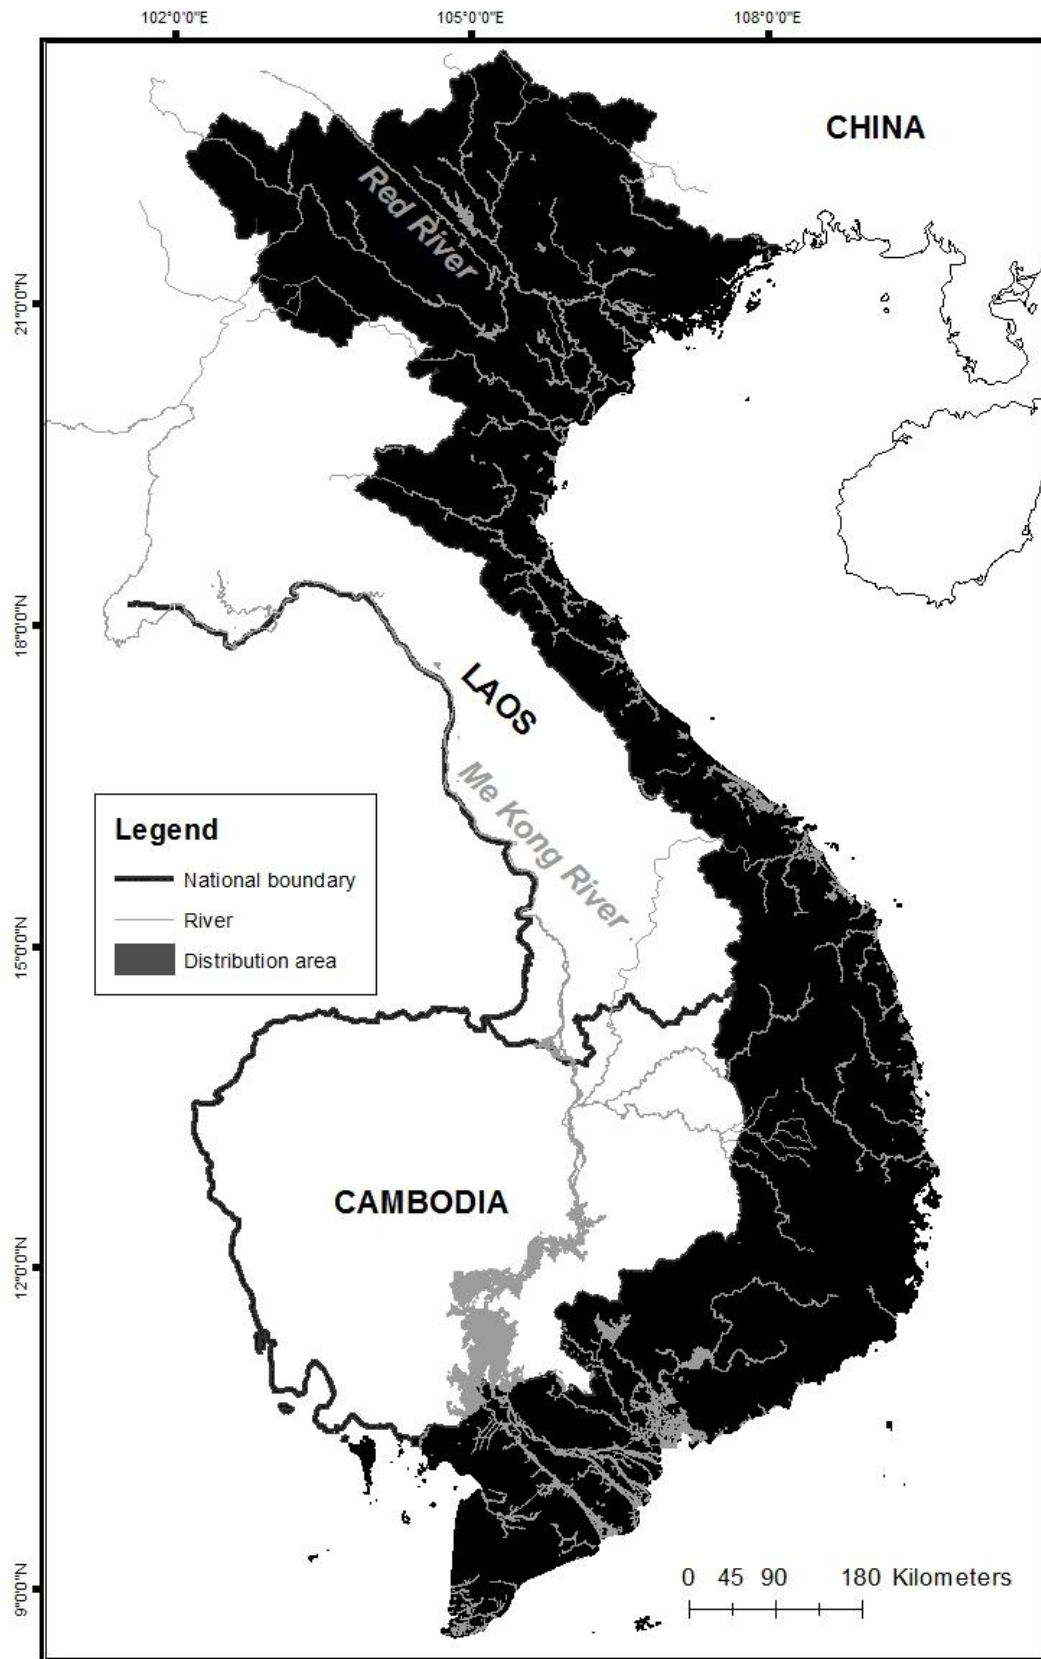 102°0'0"E 105°0'0"E 108°0'0"E
CHINA
Red River
21°0'0"N
18°0'0"N
LAOS
Me Kong River
Legend
National boundary
River
Distribution area
15°0'0"N
CAMBODIA
12°0'0"N
0 45 90 180 Kilometers
9°0'0"N